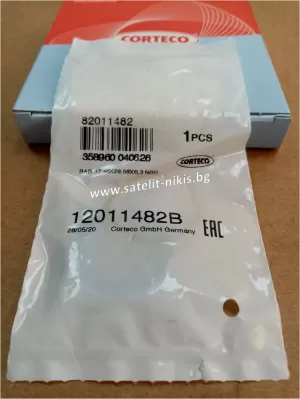 CORTECO
82011482
1PCS
358960 040626
CORTECO
www.satelit-nikis.bg
12011482B
EAC
28/05/20 Corteco GmbH Germany